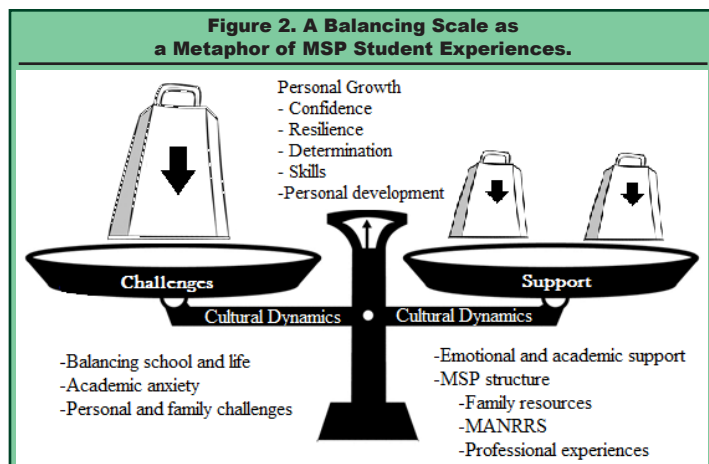 Figure 2. A Balancing Scale as
a Metaphor of MSP Student Experiences.
Personal Growth
- Confidence
- Resilience
- Determination
- Skills
-Personal development
Challenges
Support
Cultural Dynamics
Cultural Dynamics
-Balancing school and life
-Academic anxiety
-Personal and family challenges
-Emotional and academic support
-MSP structure
-Family resources
-MANRRS
-Professional experiences